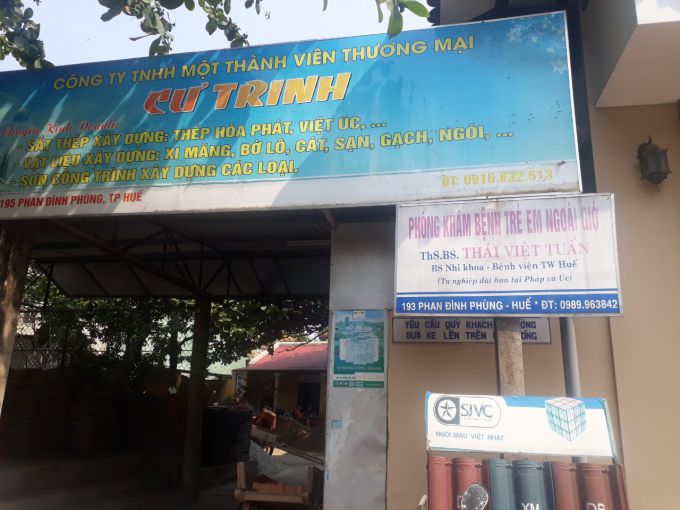 CÔNG TY TNHH MỘT THÀNH VIÊN THƯƠNG MẠI
CƯ TRINH
Chuyên Kinh Doanh:
- SẮT THÉP XÂY DỰNG: THÉP HÒA PHÁT, VIỆT ÚC, ...
- VẬT LIỆU XÂY DỰNG: XI MĂNG, BỜ LÔ, CÁT, SẠN, GẠCH, NGÓI, ...
- SƠN CÔNG TRÌNH XÂY DỰNG CÁC LOẠI.
195 PHAN ĐÌNH PHÙNG, TP HUẾ
ĐT: 0916.832.513
PHÒNG KHÁM BỆNH TRẺ EM NGOÀI GIỜ
ThS.BS. THÁI VIỆT TUẤN
BS Nhi khoa - Bệnh viện TW Huế
(Tu nghiệp dài hạn tại Pháp và Úc)
193 PHAN ĐÌNH PHÙNG - HUẾ * ĐT: 0989.963842
YÊU CẦU QUÝ KHÁCH
ĐƯA XE LÊN TRÊN
XI MĂNG
SJVC
CORPORATION
NGÓI MÀU VIỆT NHẬT
XM